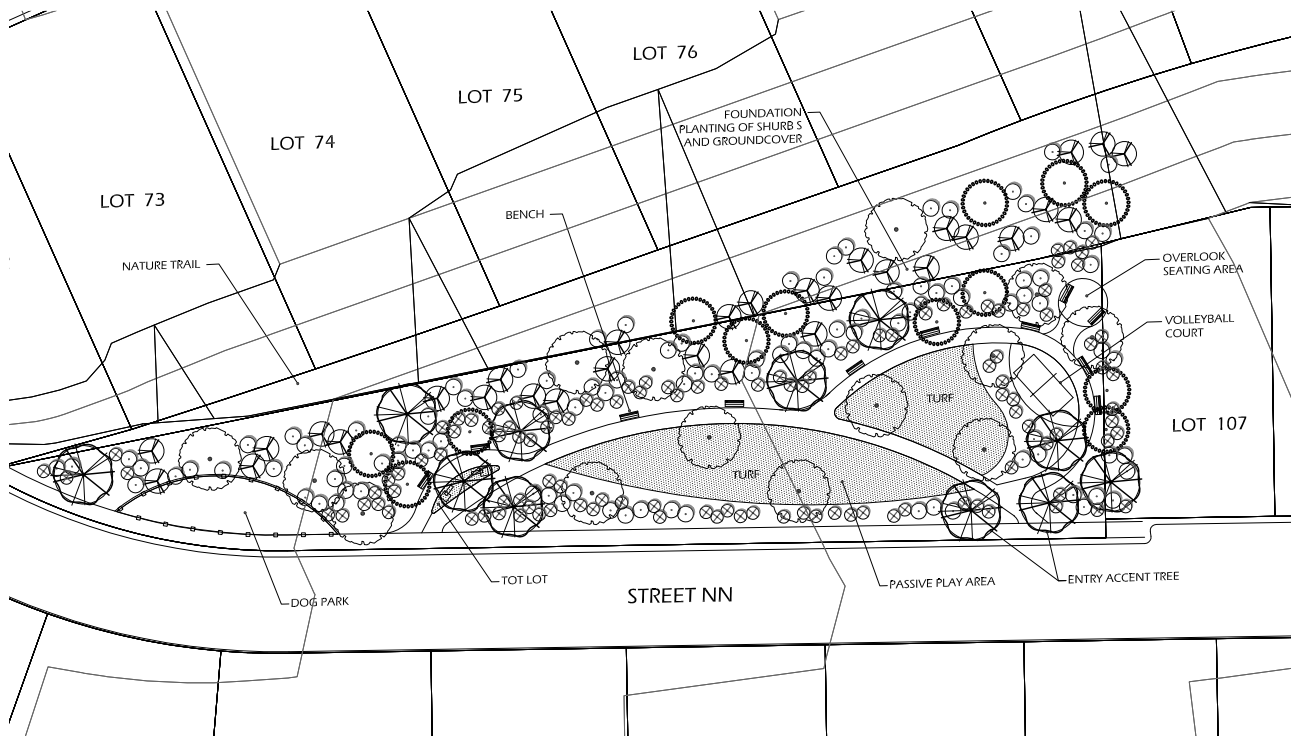 LOT 76
LOT 75
FOUNDATION
PLANTING OF SHURB S
AND GROUNDCOVER
LOT 74
LOT 73
BENCH
NATURE TRAIL
OVERLOOK
SEATING AREA
VOLLEYBALL
COURT
TURF
LOT 107
TURF
TOT LOT
PASSIVE PLAY AREA
ENTRY ACCENT TREE
DOG PARK
STREET NN